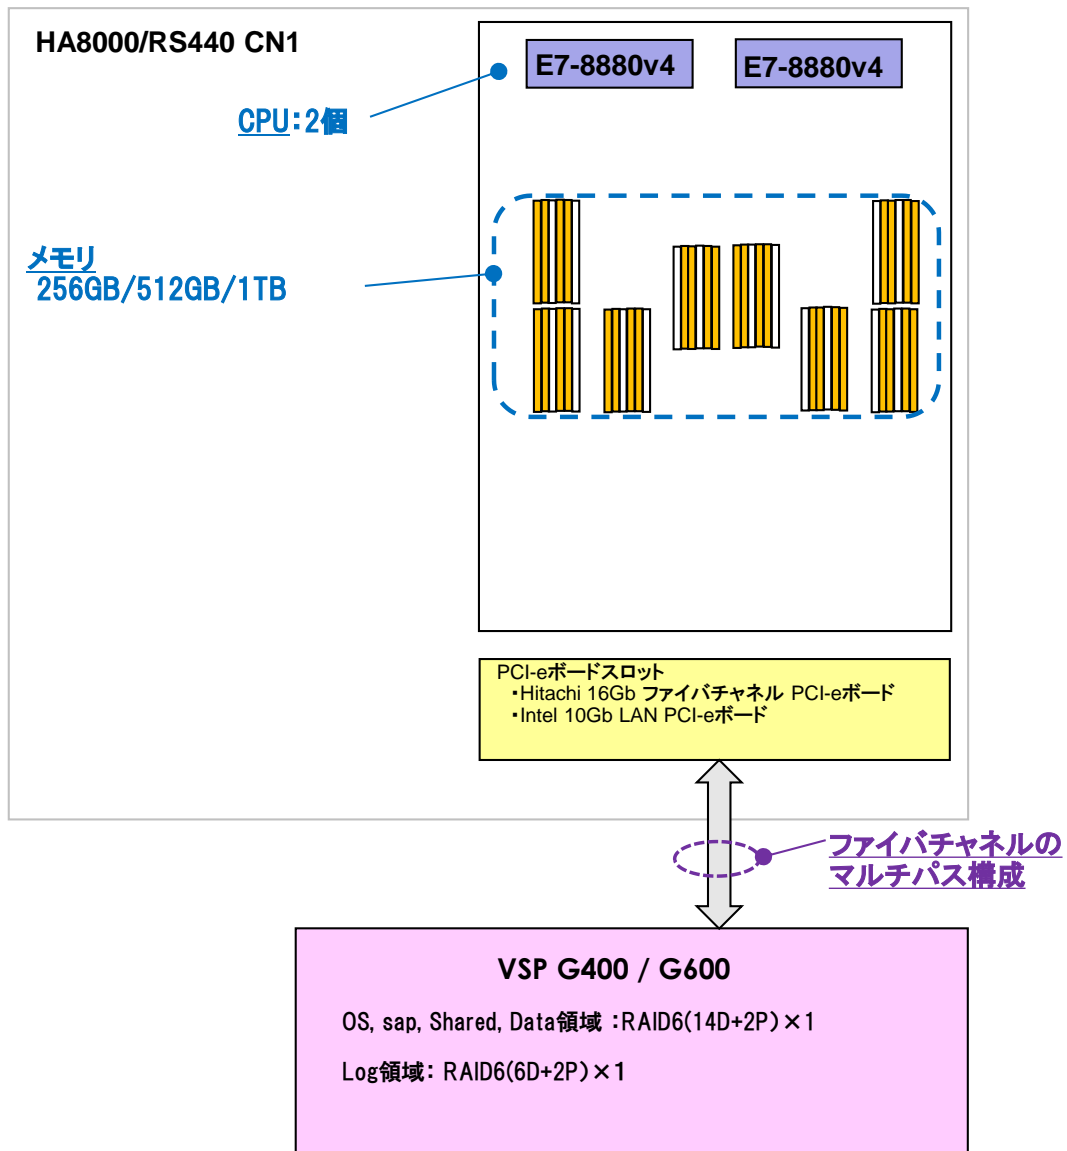 HA8000/RS440 CN1
E7-8880v4
E7-8880v4
CPU:2個
メモリ
256GB/512GB/1TB
PCI-eボードスロット
・Hitachi 16Gb ファイバチャネル PCI-eボード
・Intel 10Gb LAN PCI-eボード
ファイバチャネルの
マルチパス構成
VSP G400 / G600
OS, sap, Shared, Data領域 :RAID6(14D+2P)×1
Log領域: RAID6(6D+2P)×1